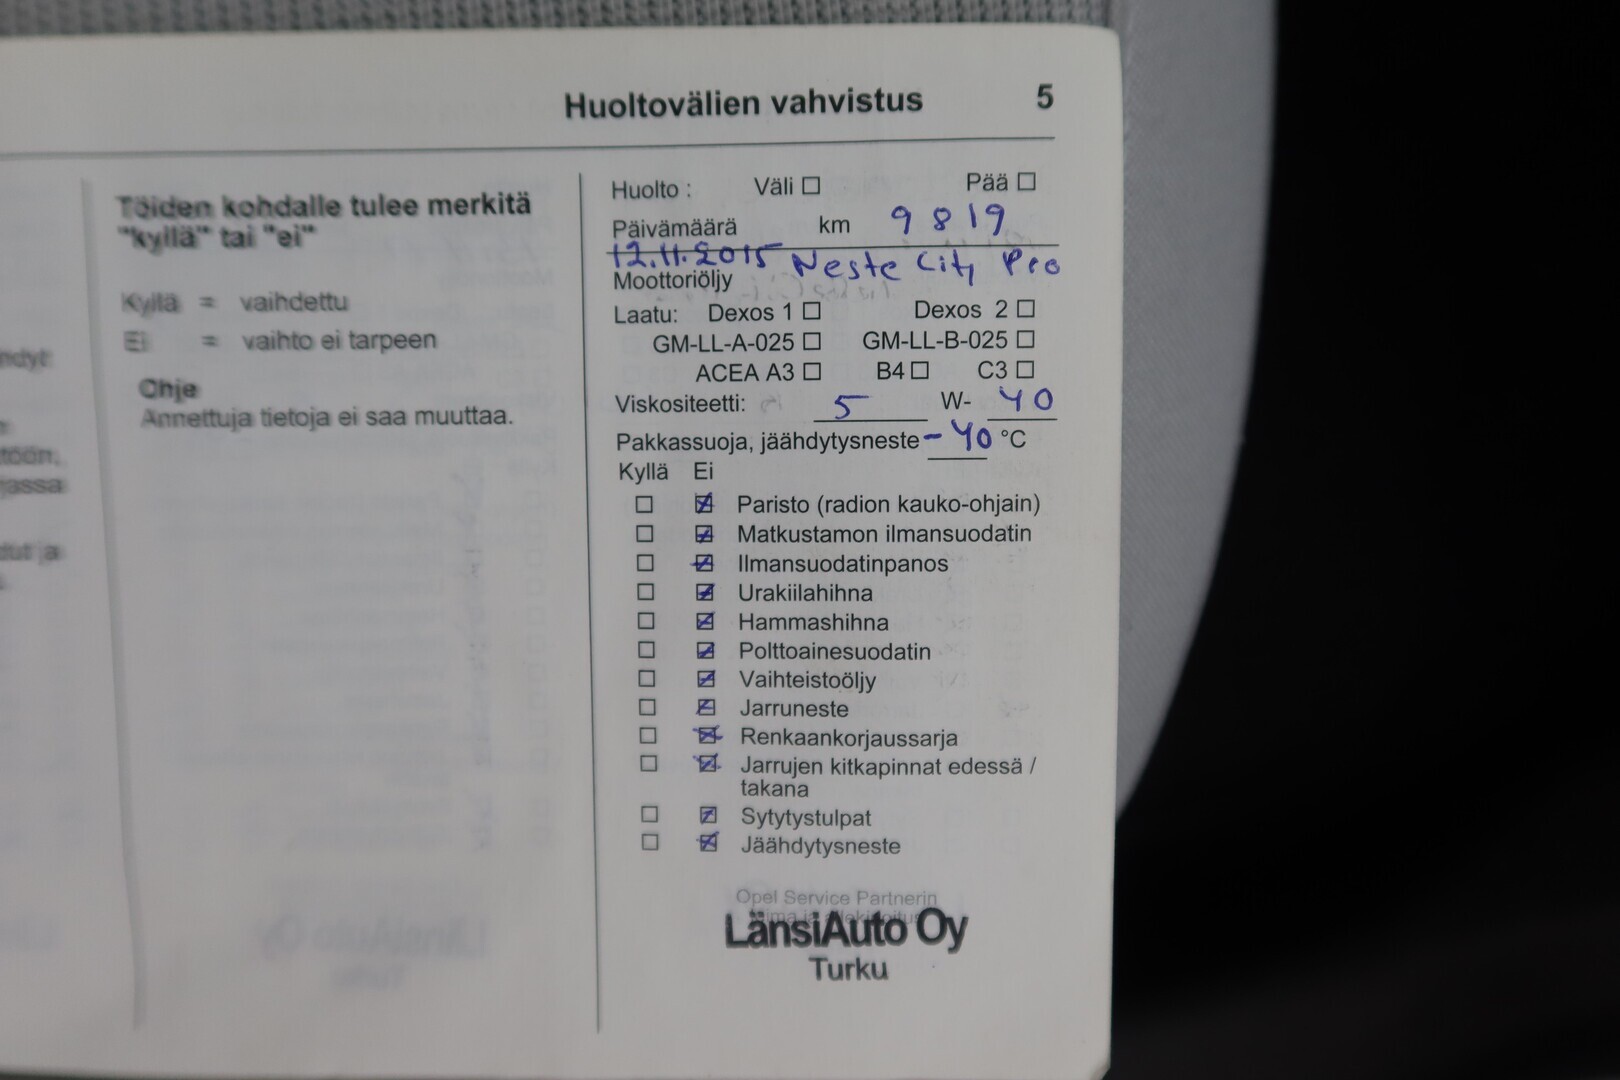 Huoltovälien vahvistus 5
Töiden kohdalle tulee merkitä
"kyllä" tai "ei"
Kyllä = vaihdettu
Ei = vaihto ei tarpeen
Ohje
Annettuja tietoja ei saa muuttaa.
Huolto : Väli ☐ Pää ☐
Päivämäärä km 9819
12.11.2015 Neste City Pro
Moottoriöljy
Laatu: Dexos 1 ☐ Dexos 2 ☐
GM-LL-A-025 ☐ GM-LL-B-025 ☐
ACEA A3 ☐ B4 ☐ C3 ☐
Viskositeetti: 5 W- 40
Pakkassuoja, jäähdytysneste -40 °C
Kyllä Ei
Paristo (radion kauko-ohjain)
Matkustamon ilmansuodatin
Ilmansuodatinpanos
Urakiilahihna
Hammashihna
Polttoainesuodatin
Vaihteistoöljy
Jarruneste
Renkaankorjaussarja
Jarrujen kitkapinnat edessä /
takana
Sytytystulpat
Jäähdytysneste
Opel Service Partnerin
LänsiAuto Oy
Turku